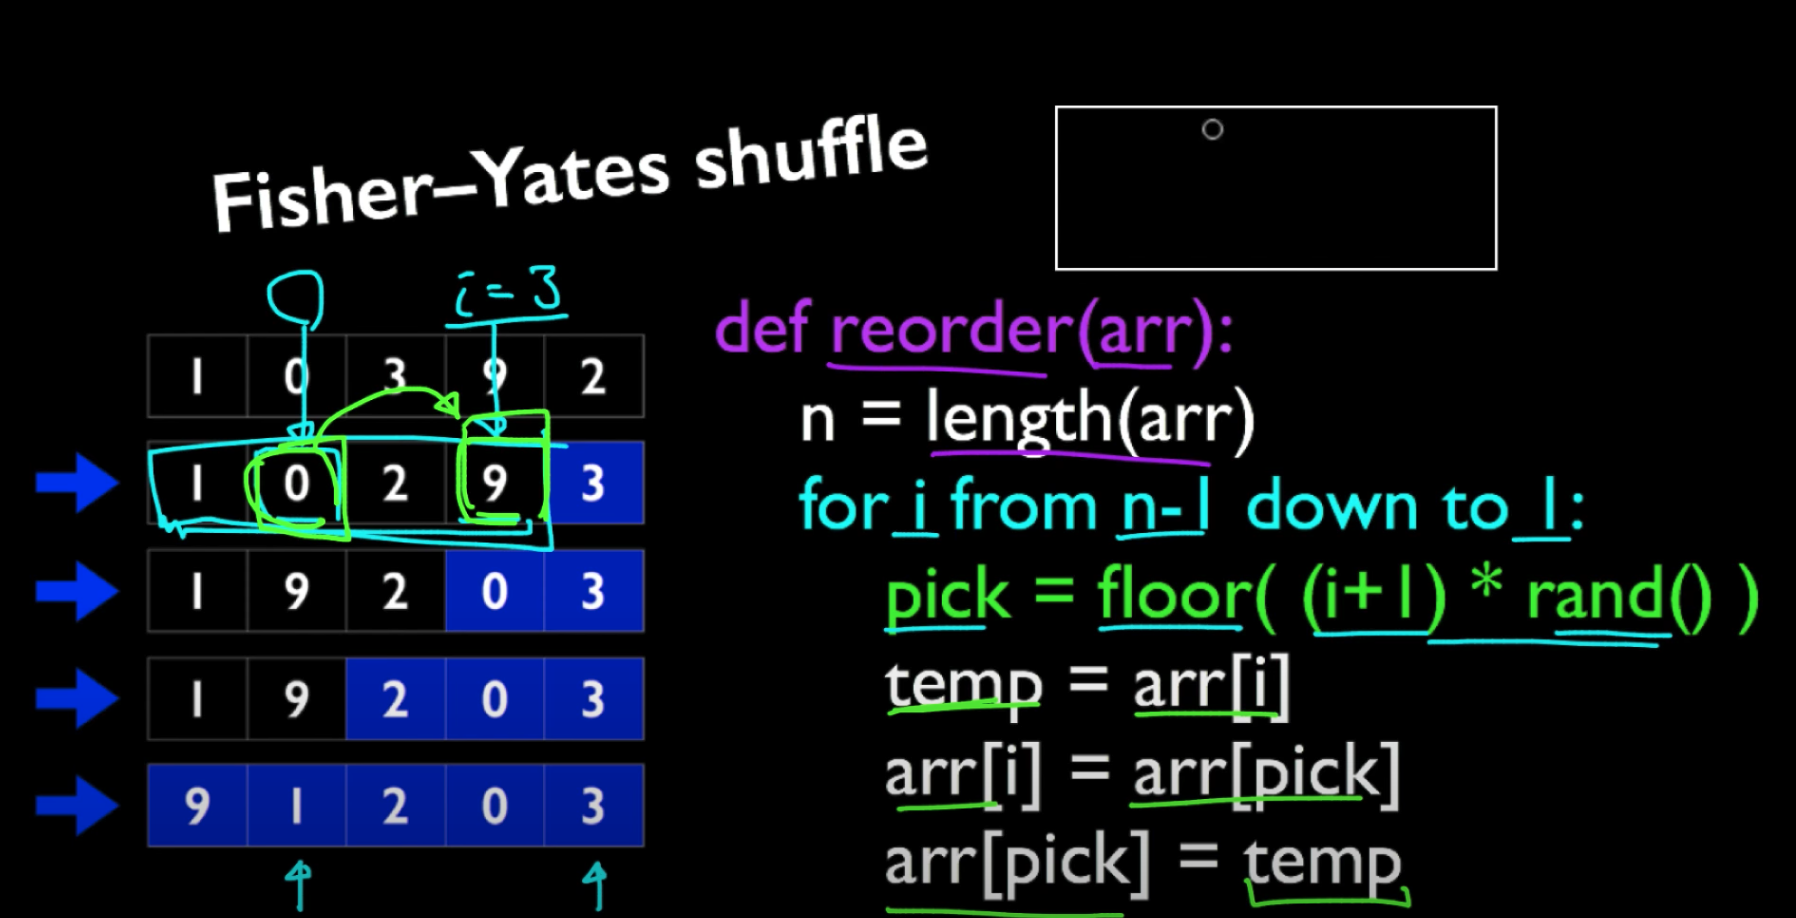 Fisher–Yates shuffle
i = 3
1 0 3 9 2
1 0 2 9 3
1 9 2 0 3
1 9 2 0 3
9 1 2 0 3
def reorder(arr):
n = length(arr)
for i from n-1 down to 1:
pick = floor( (i+1) * rand() )
temp = arr[i]
arr[i] = arr[pick]
arr[pick] = temp